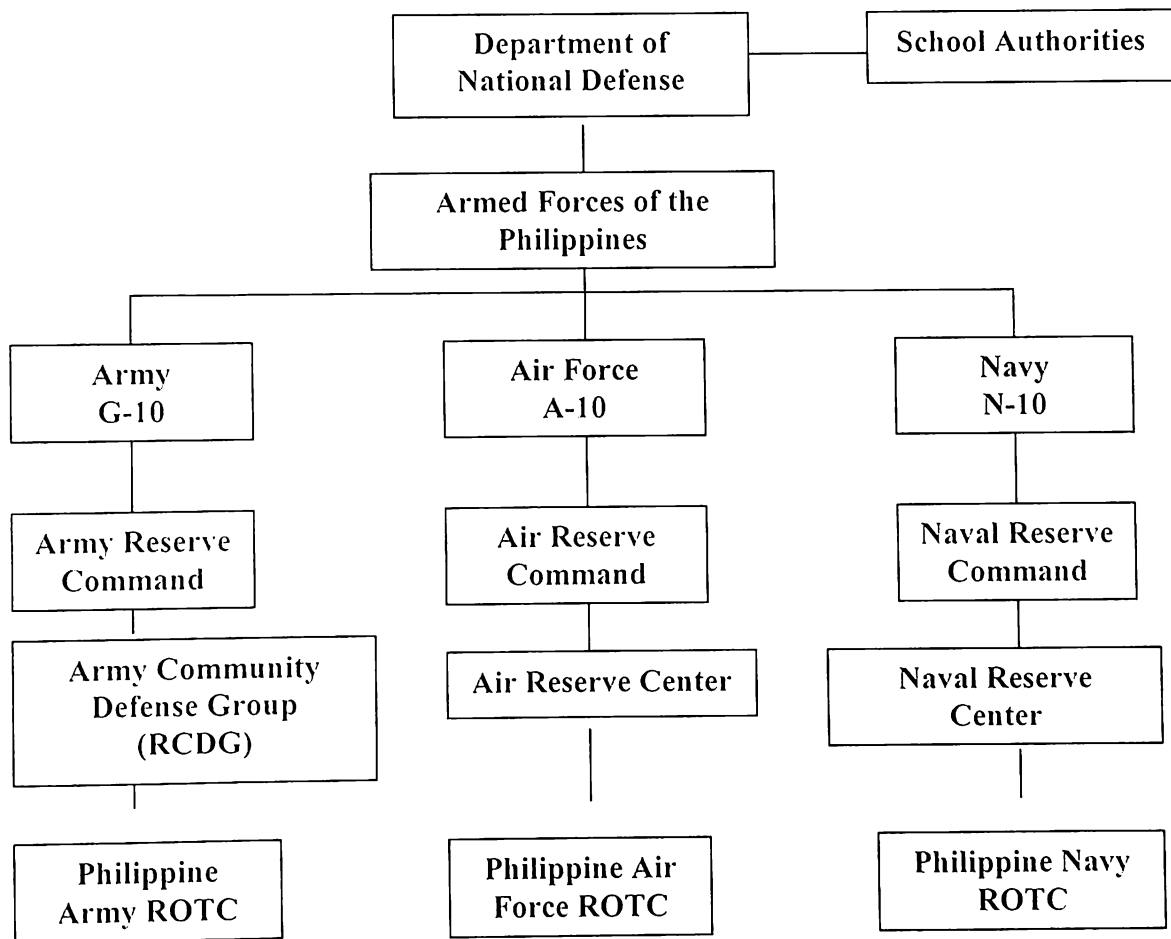 Department of
National Defense
School Authorities
Armed Forces of the
Philippines
Army
G-10
Air Force
A-10
Navy
N-10
Army Reserve
Command
Air Reserve
Command
Naval Reserve
Command
Army Community
Defense Group
(RCDG)
Air Reserve Center
Naval Reserve
Center
Philippine
Army ROTC
Philippine Air
Force ROTC
Philippine Navy
ROTC